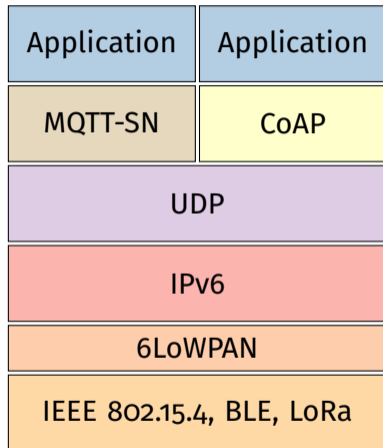 Application Application
MQTT-SN CoAP
UDP
IPv6
6LoWPAN
IEEE 802.15.4, BLE, LoRa